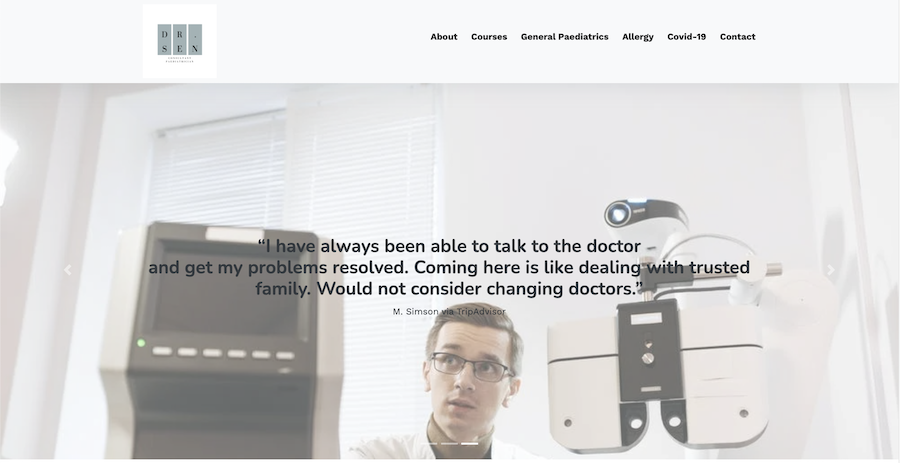 D R .
S E N
About Courses General Paediatrics Allergy Covid-19 Contact
“I have always been able to talk to the doctor
and get my problems resolved. Coming here is like dealing with trusted
family. Would not consider changing doctors.”
M. Simson via TripAdvisor